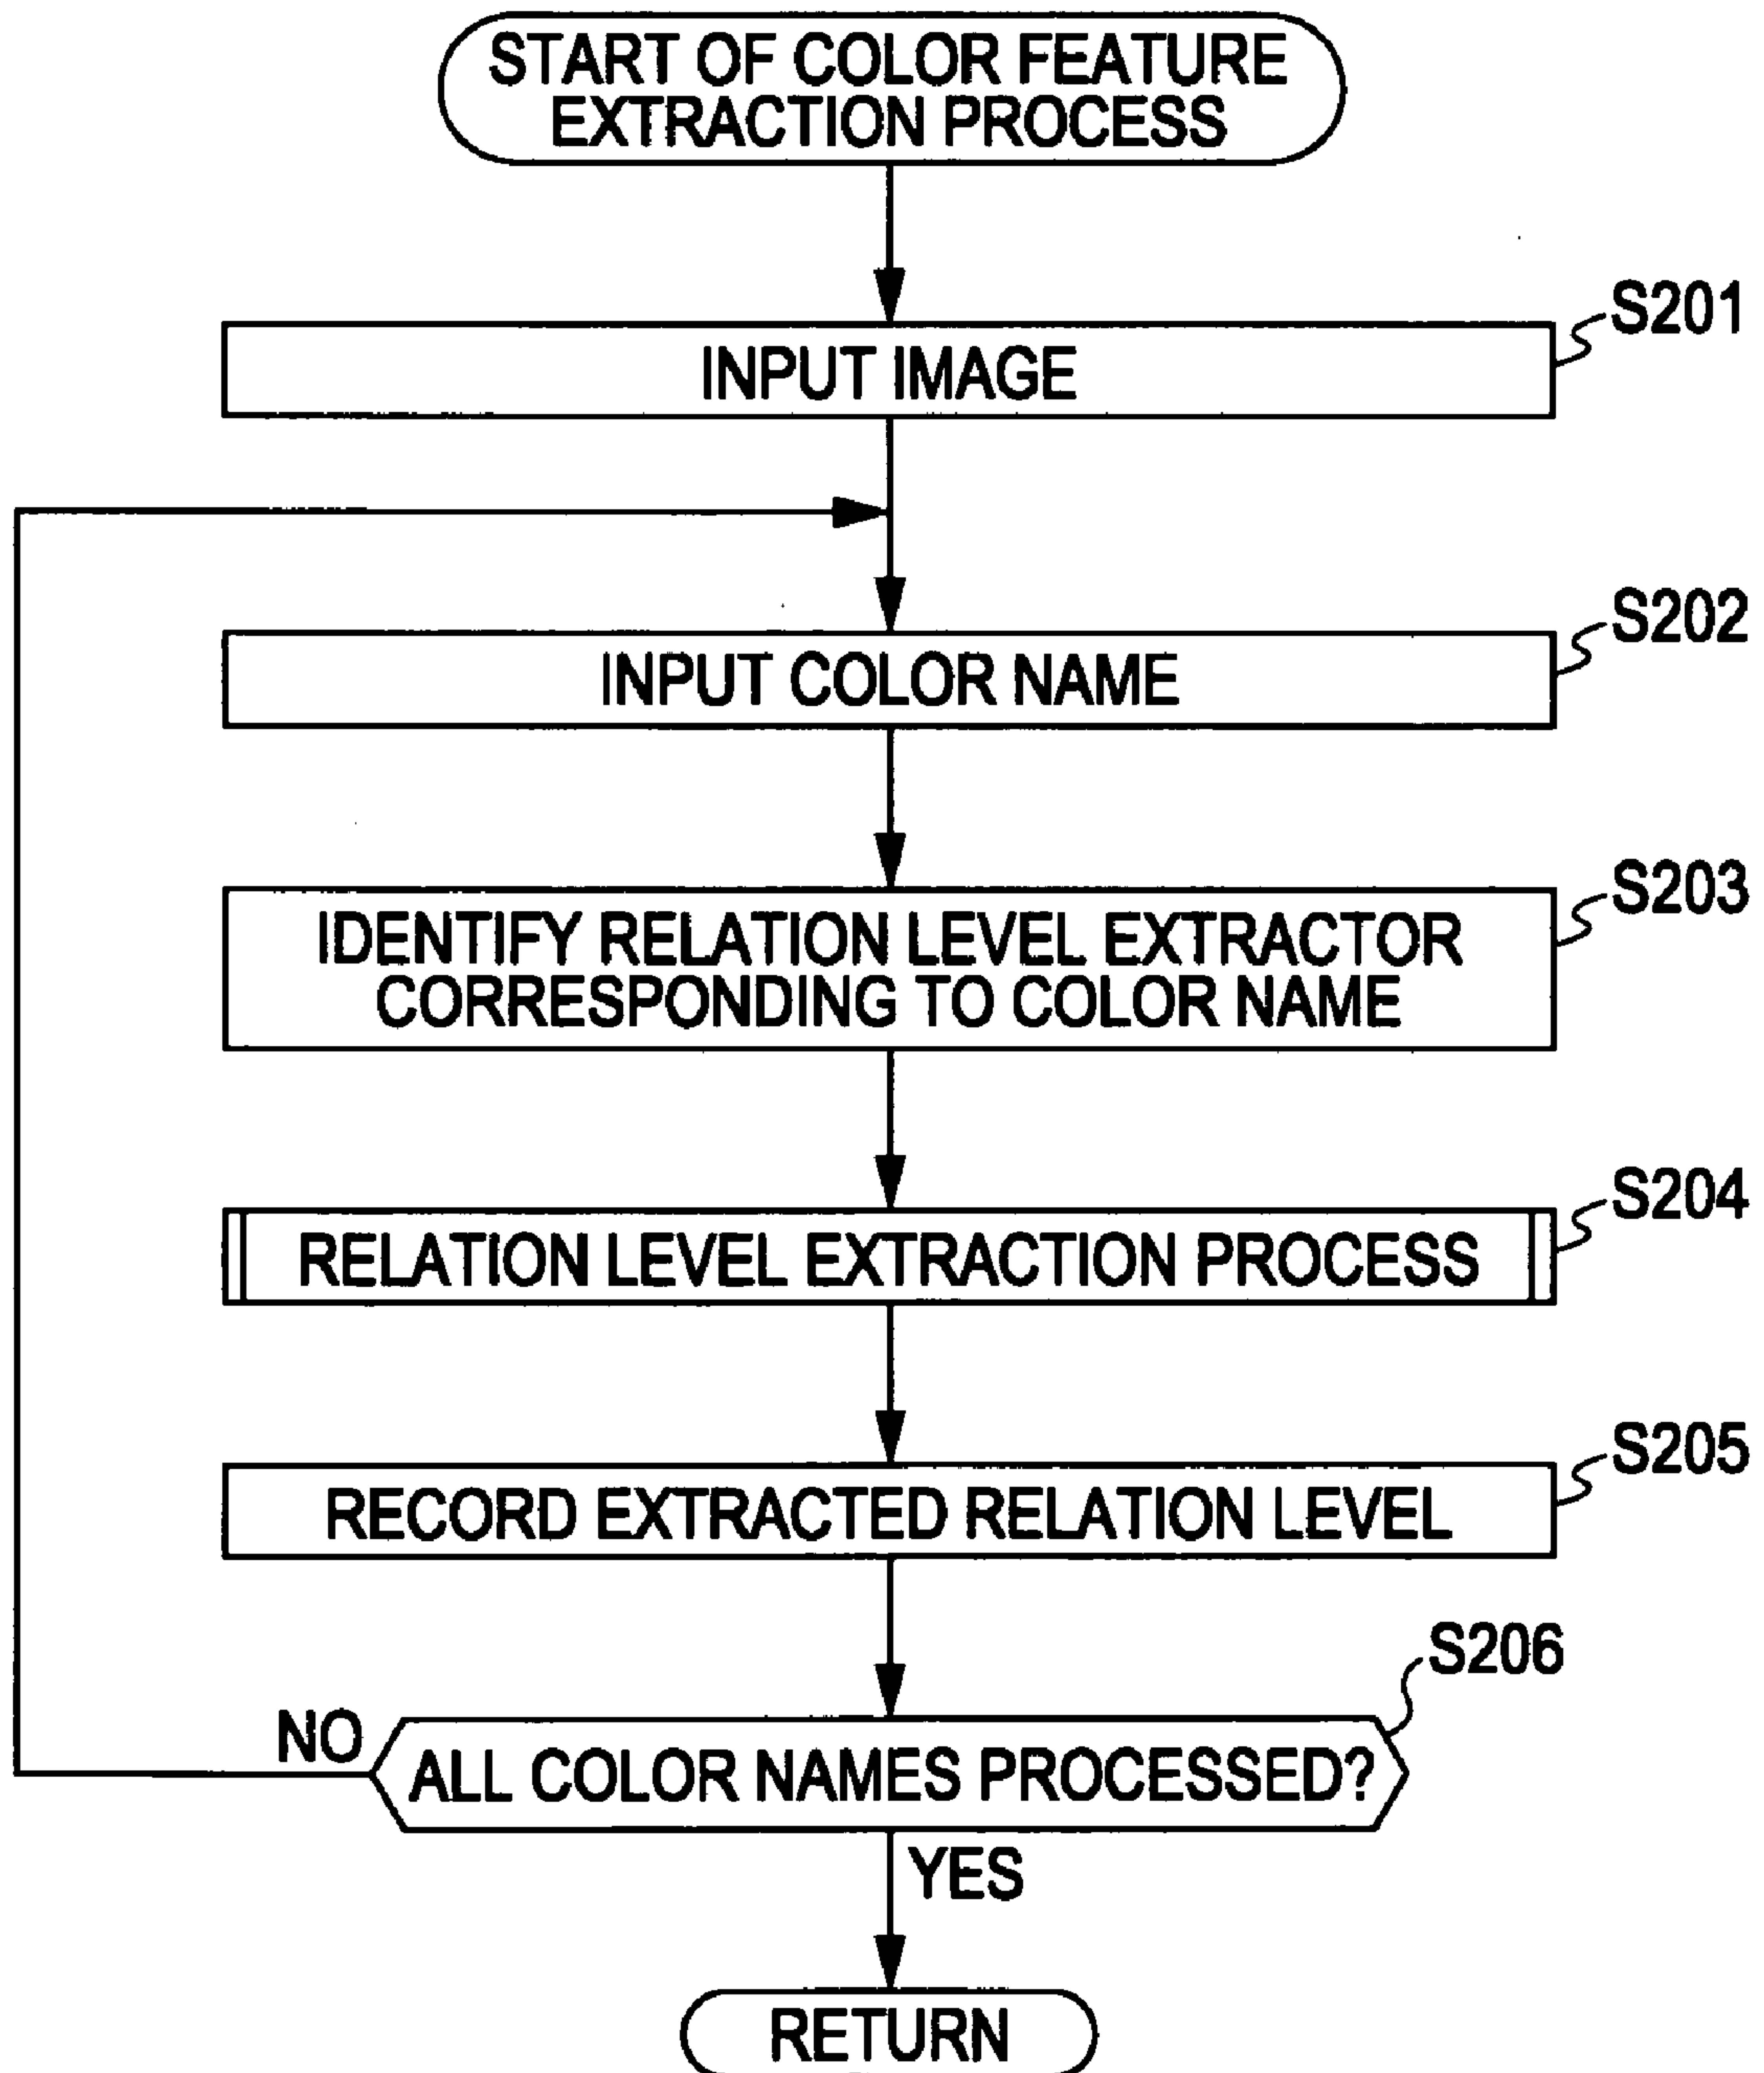 START OF COLOR FEATURE
EXTRACTION PROCESS
S201
INPUT IMAGE
S202
INPUT COLOR NAME
S203
IDENTIFY RELATION LEVEL EXTRACTOR
CORRESPONDING TO COLOR NAME
S204
RELATION LEVEL EXTRACTION PROCESS
S205
RECORD EXTRACTED RELATION LEVEL
S206
NO
ALL COLOR NAMES PROCESSED?
YES
RETURN